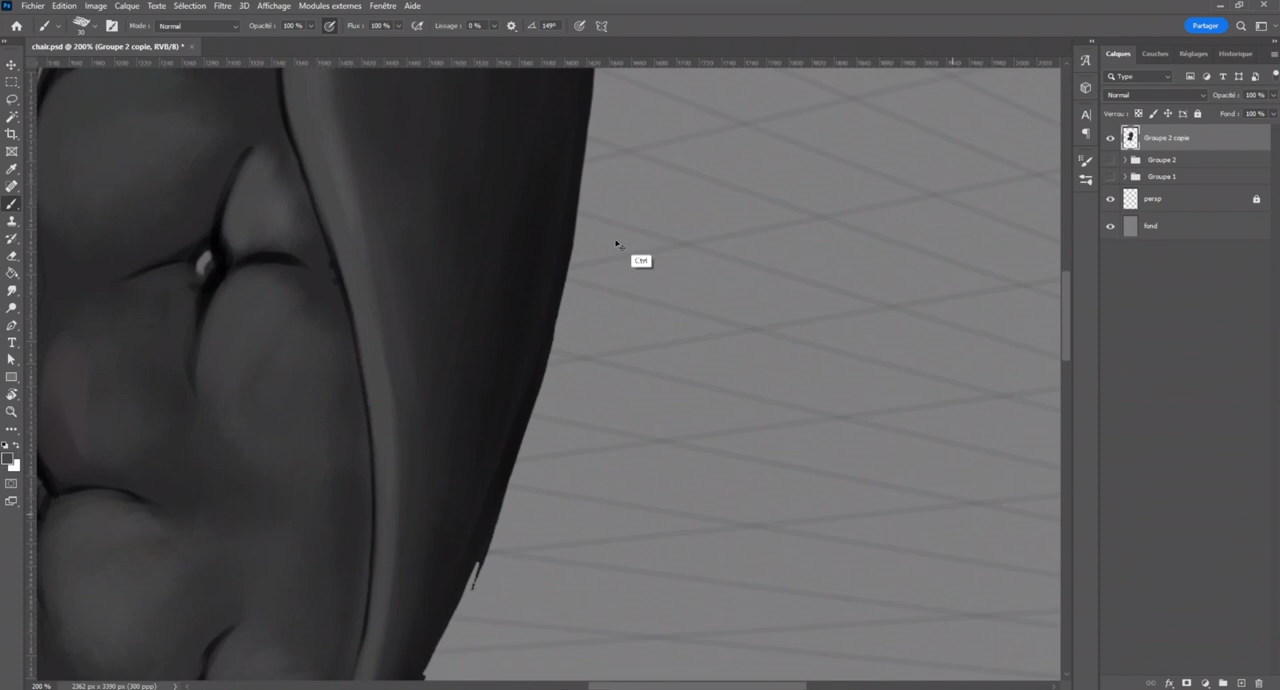 Ps Fichier Edition Image Calque Texte Sélection Filtre 3D Affichage Modules externes Fenêtre Aide
30 Mode : Normal Opacité : 100 % Flux : 100 % Lissage : 0 % 149° Partager
chair.psd @ 200% (Groupe 2 copie, RVB/8) * ×
Calques Couches Réglages Historique
Type
Normal Opacité : 100 %
Verrou : Fond : 100 %
Groupe 2 copie
Groupe 2
Groupe 1
persp
fond
Ctrl
200 % 2362 px x 3390 px (300 ppp)